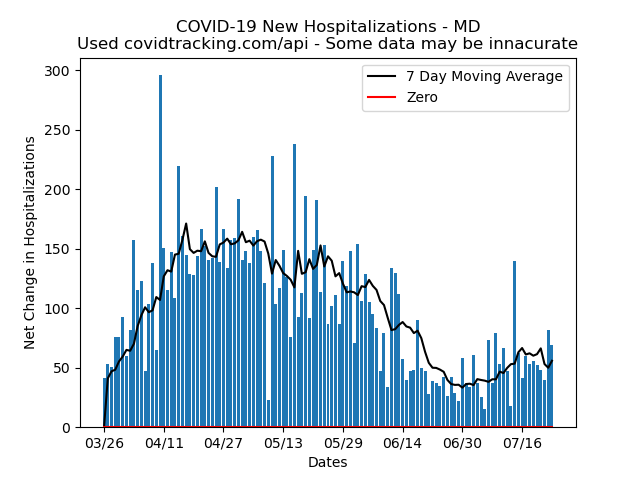 COVID-19 New Hospitalizations - MD
Used covidtracking.com/api - Some data may be innacurate
7 Day Moving Average
Zero
Net Change in Hospitalizations
300
250
200
150
100
50
0
03/26 04/11 04/27 05/13 05/29 06/14 06/30 07/16
Dates